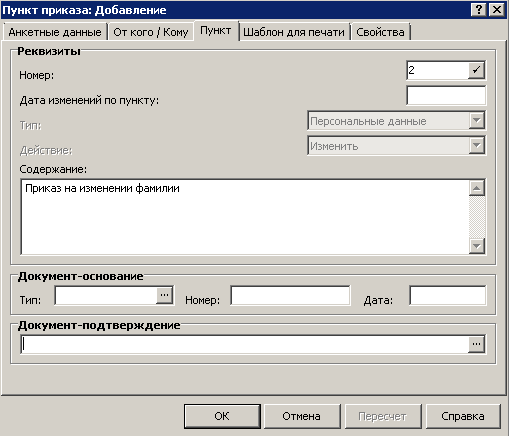 Пункт приказа: Добавление
Анкетные данные От кого / Кому Пункт Шаблон для печати Свойства
Реквизиты
Номер: 2
Дата изменений по пункту:
Тип: Персональные данные
Действие: Изменить
Содержание:
Приказ на изменении фамилии
Документ-основание
Тип: ... Номер: Дата:
Документ-подтверждение
...
ОК Отмена Пересчет Справка